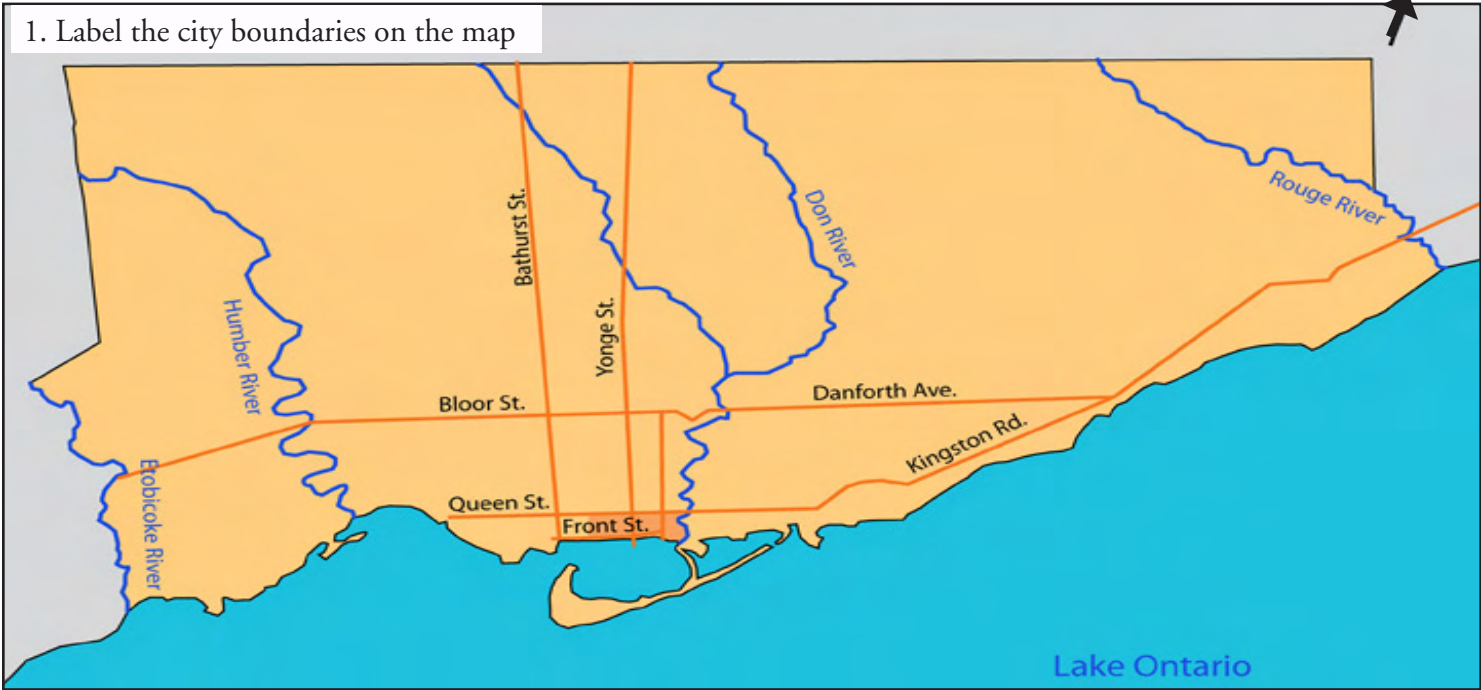 1. Label the city boundaries on the map
Bathurst St.
Don River
Rouge River
Humber River
Yonge St.
Bloor St.
Danforth Ave.
Kingston Rd.
Etobicoke River
Queen St.
Front St.
Lake Ontario